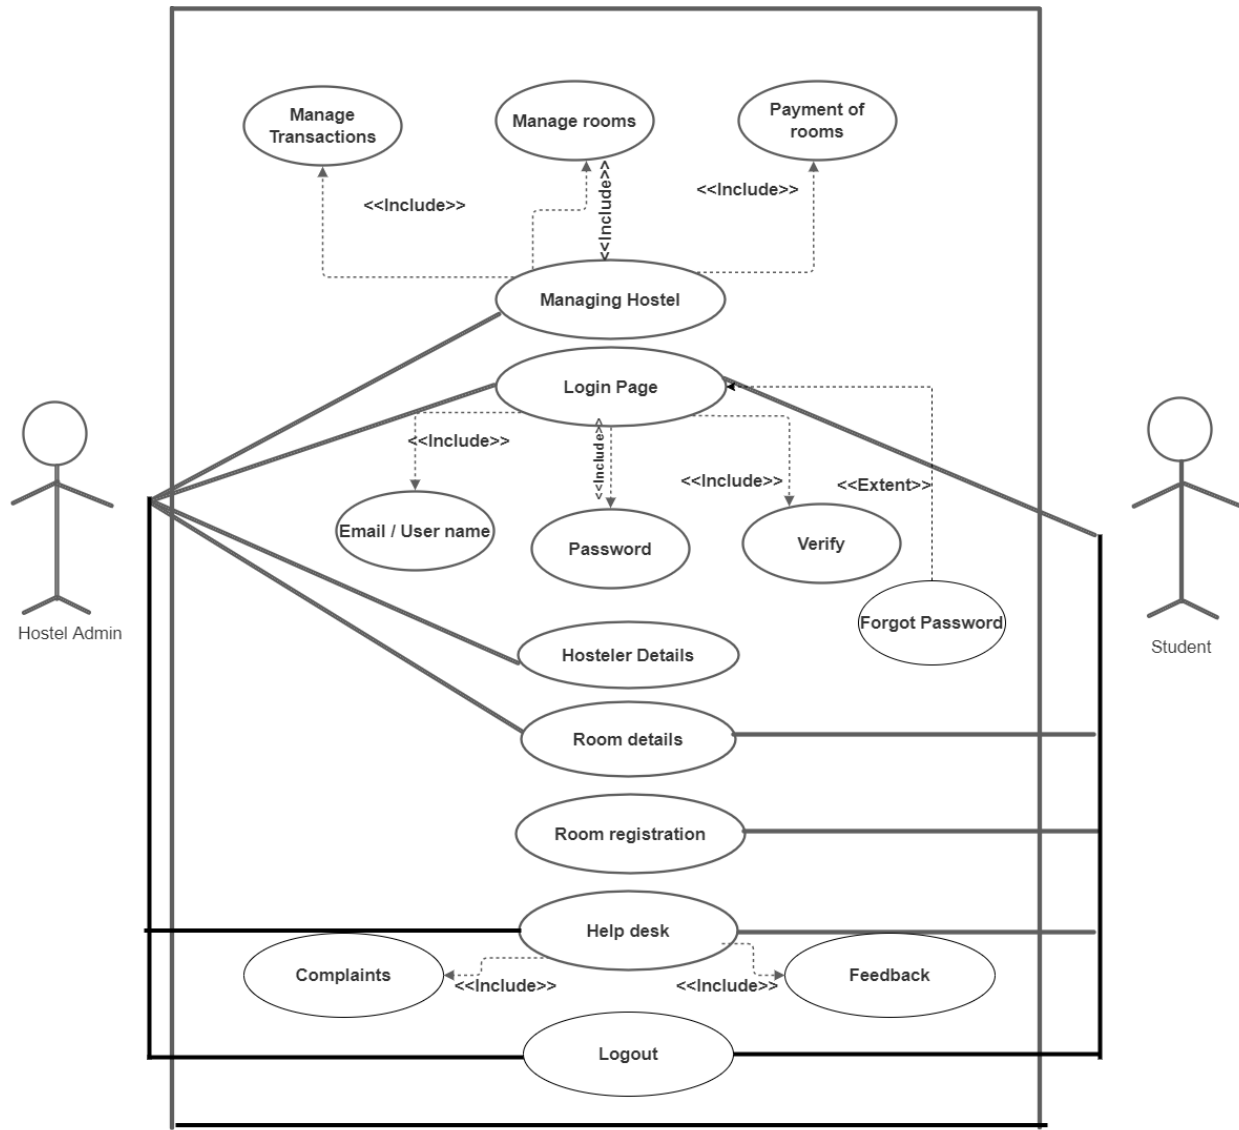 Manage
Transactions
Manage rooms
Payment of
rooms
<<Include>>
<<Include>>
<<Include>>
Managing Hostel
Login Page
<<Include>>
<<Include>>
<<Include>>
<<Extent>>
Email / User name
Password
Verify
Forgot Password
Hostel Admin
Student
Hosteler Details
Room details
Room registration
Help desk
Complaints
<<Include>>
<<Include>>
Feedback
Logout